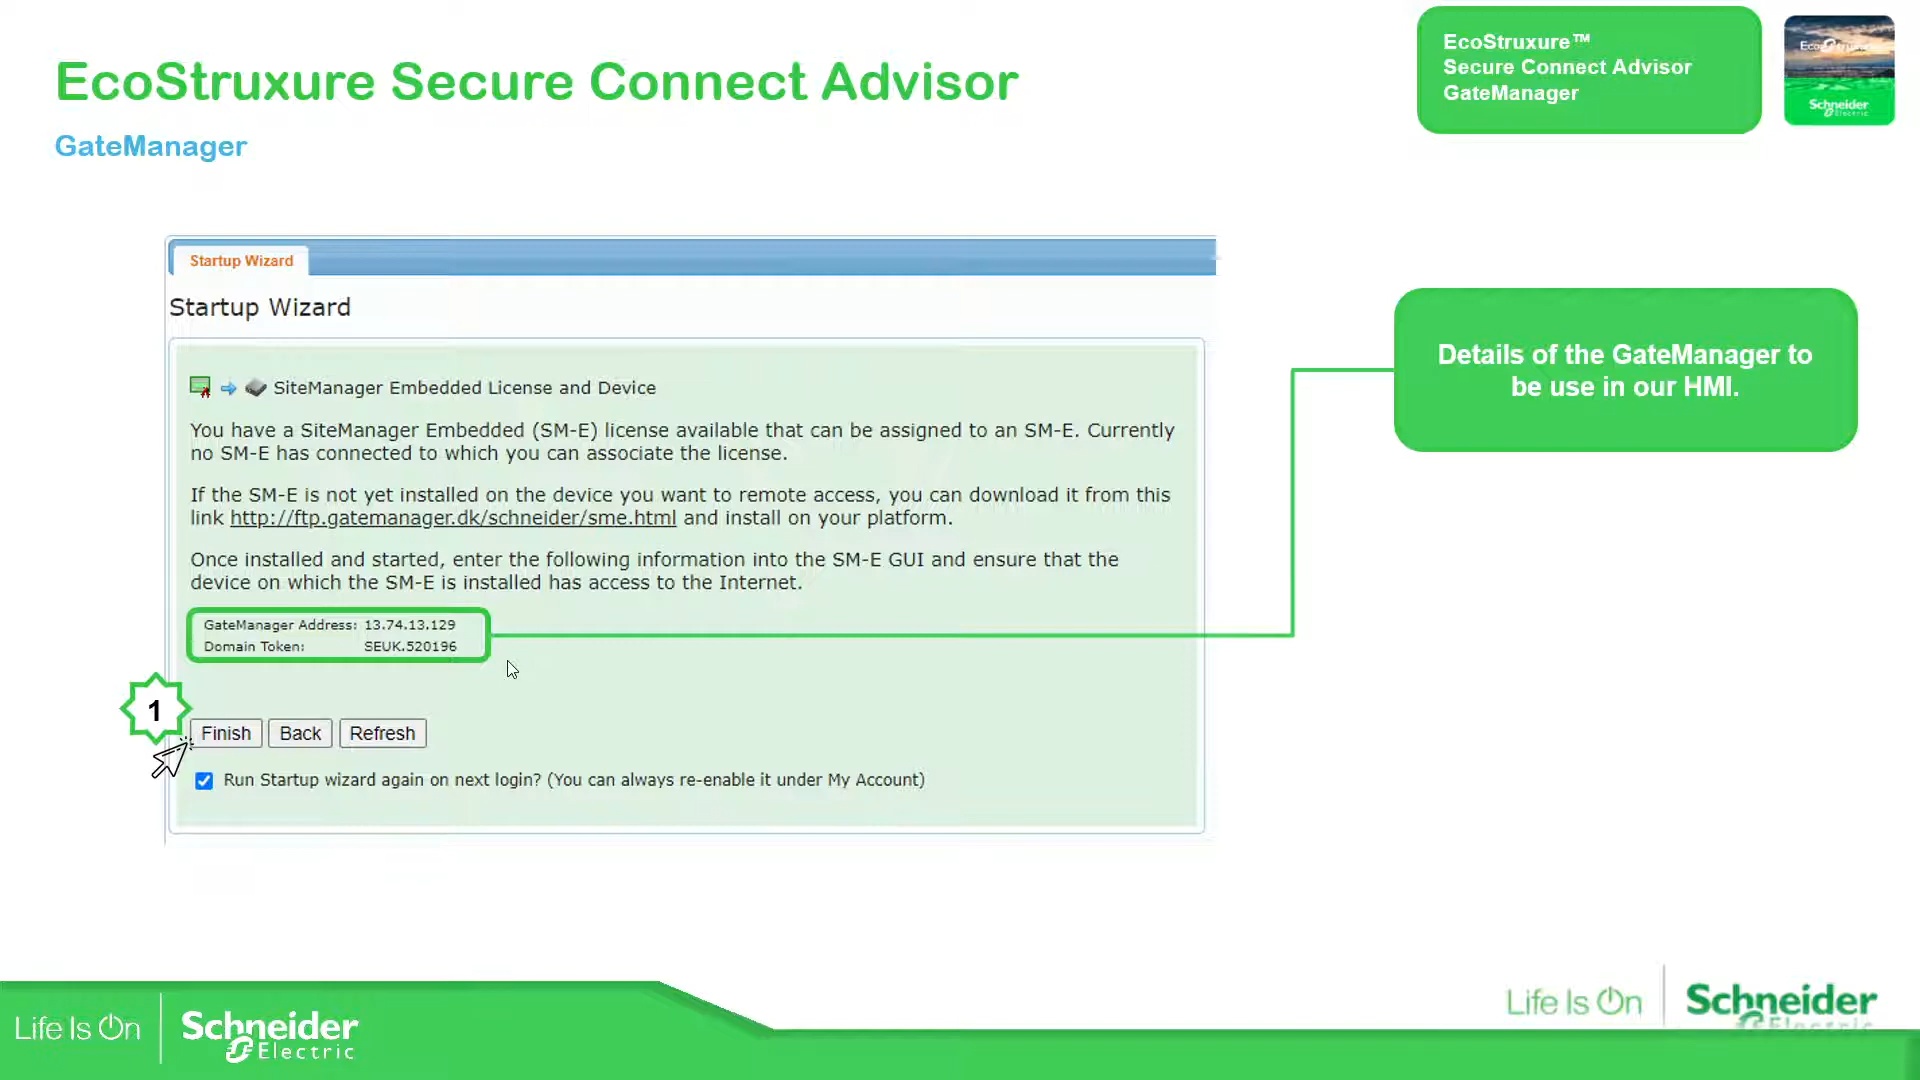 EcoStruxure Secure Connect Advisor
GateManager
EcoStruxure™
Secure Connect Advisor
GateManager
EcoStruxure
Schneider
Electric
Startup Wizard
Startup Wizard
SiteManager Embedded License and Device
You have a SiteManager Embedded (SM-E) license available that can be assigned to an SM-E. Currently
no SM-E has connected to which you can associate the license.
If the SM-E is not yet installed on the device you want to remote access, you can download it from this
link http://ftp.gatemanager.dk/schneider/sme.html and install on your platform.
Once installed and started, enter the following information into the SM-E GUI and ensure that the
device on which the SM-E is installed has access to the Internet.
GateManager Address: 13.74.13.129
Domain Token: SEUK.520196
1
Finish Back Refresh
Run Startup wizard again on next login? (You can always re-enable it under My Account)
Details of the GateManager to
be use in our HMI.
Life Is On
Schneider
Electric
Life Is On
Schneider
Electric